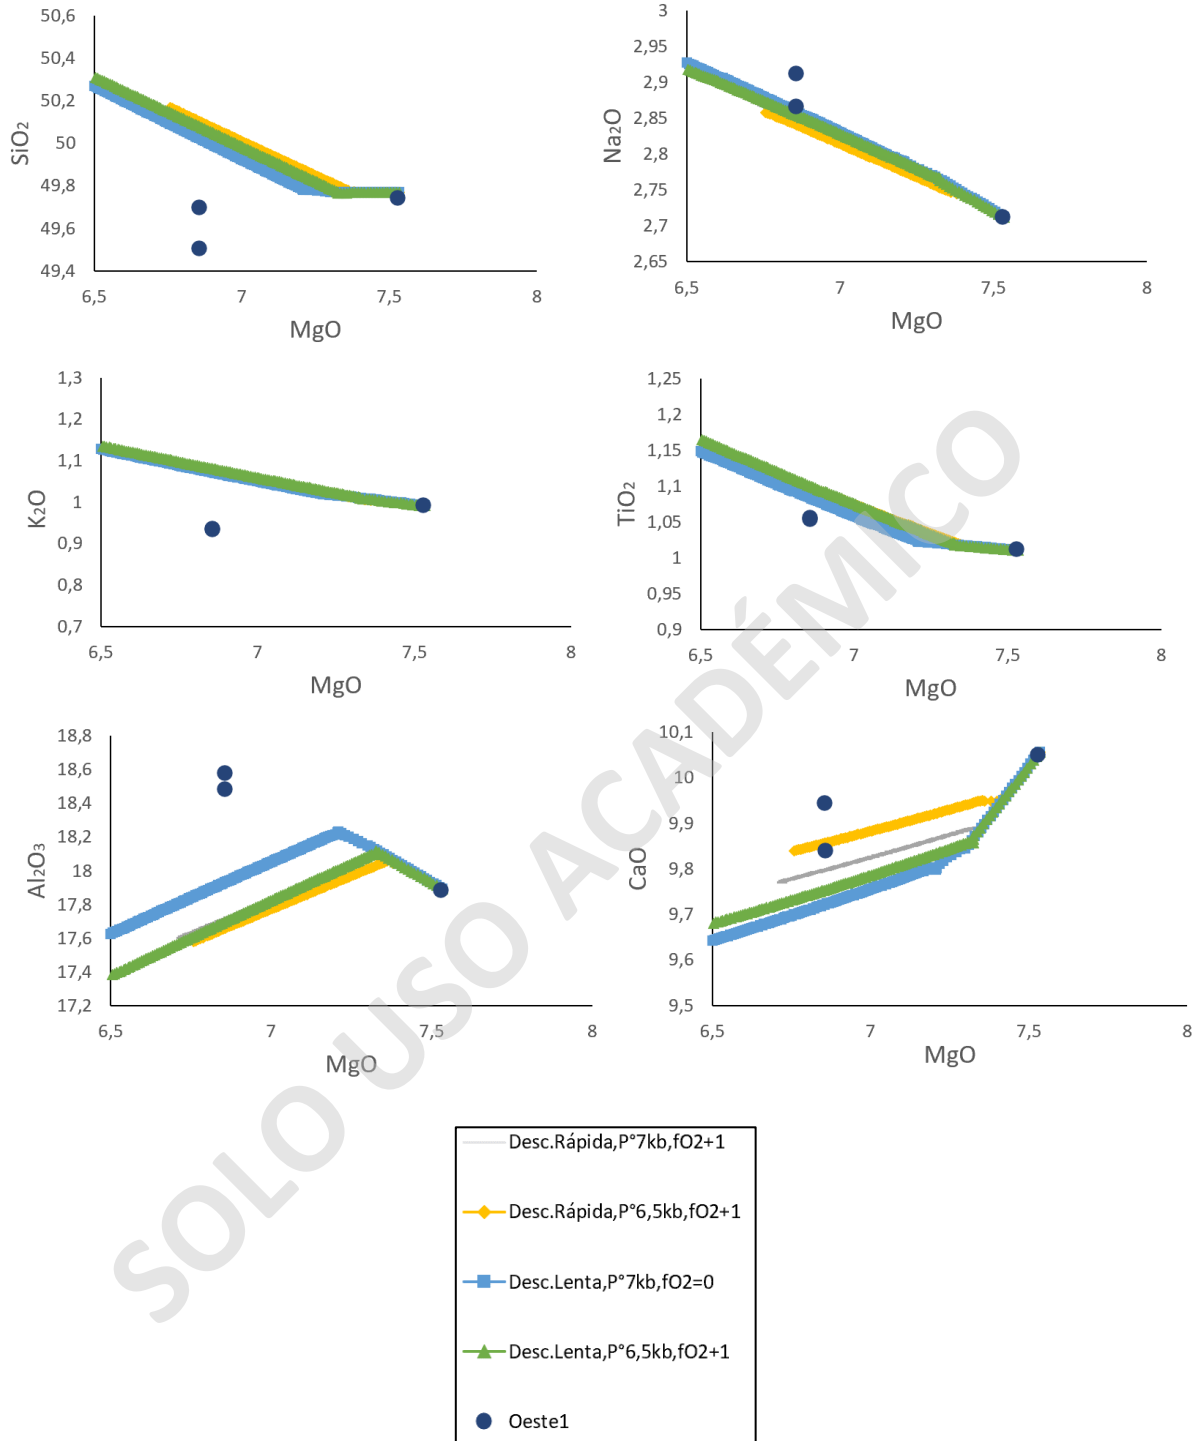 50,6
50,4
50,2
50
49,8
49,6
49,4
SiO₂
6,5 7 7,5 8
MgO
3
2,95
2,9
2,85
2,8
2,75
2,7
2,65
Na₂O
6,5 7 7,5 8
MgO
1,3
1,2
1,1
1
0,9
0,8
0,7
K₂O
6,5 7 7,5 8
MgO
1,25
1,2
1,15
1,1
1,05
1
0,95
0,9
TiO₂
6,5 7 7,5 8
MgO
18,8
18,6
18,4
18,2
18
17,8
17,6
17,4
17,2
Al₂O₃
6,5 7 7,5 8
MgO
10,1
10
9,9
9,8
9,7
9,6
9,5
CaO
6,5 7 7,5 8
MgO
Desc.Rápida,P°7kb,fO2+1
Desc.Rápida,P°6,5kb,fO2+1
Desc.Lenta,P°7kb,fO2=0
Desc.Lenta,P°6,5kb,fO2+1
Oeste1
SOLO USO ACADÉMICO